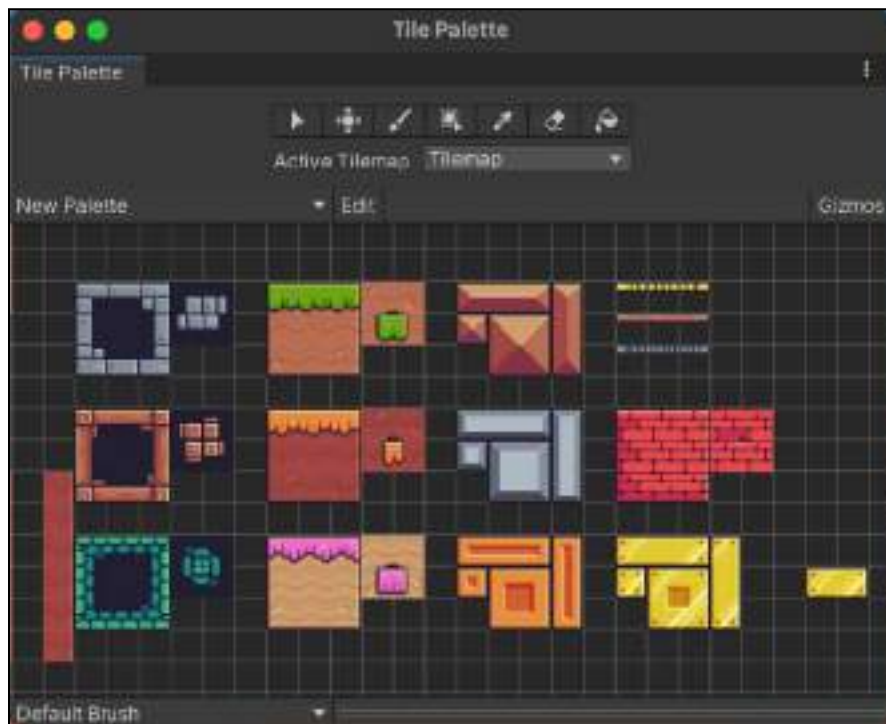 Tile Palette
Tile Palette
Active Tilemap Tilemap
New Palette Edit Gizmos
Default Brush